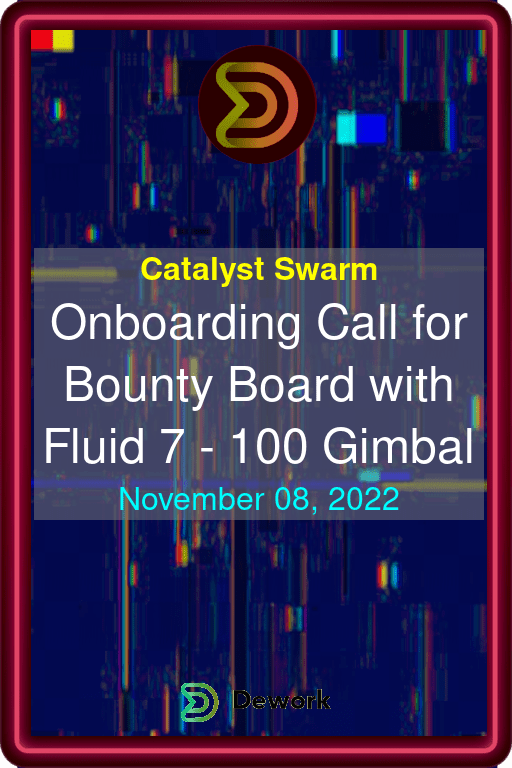 Catalyst Swarm
Onboarding Call for
Bounty Board with
Fluid 7 - 100 Gimbal
November 08, 2022
Dework